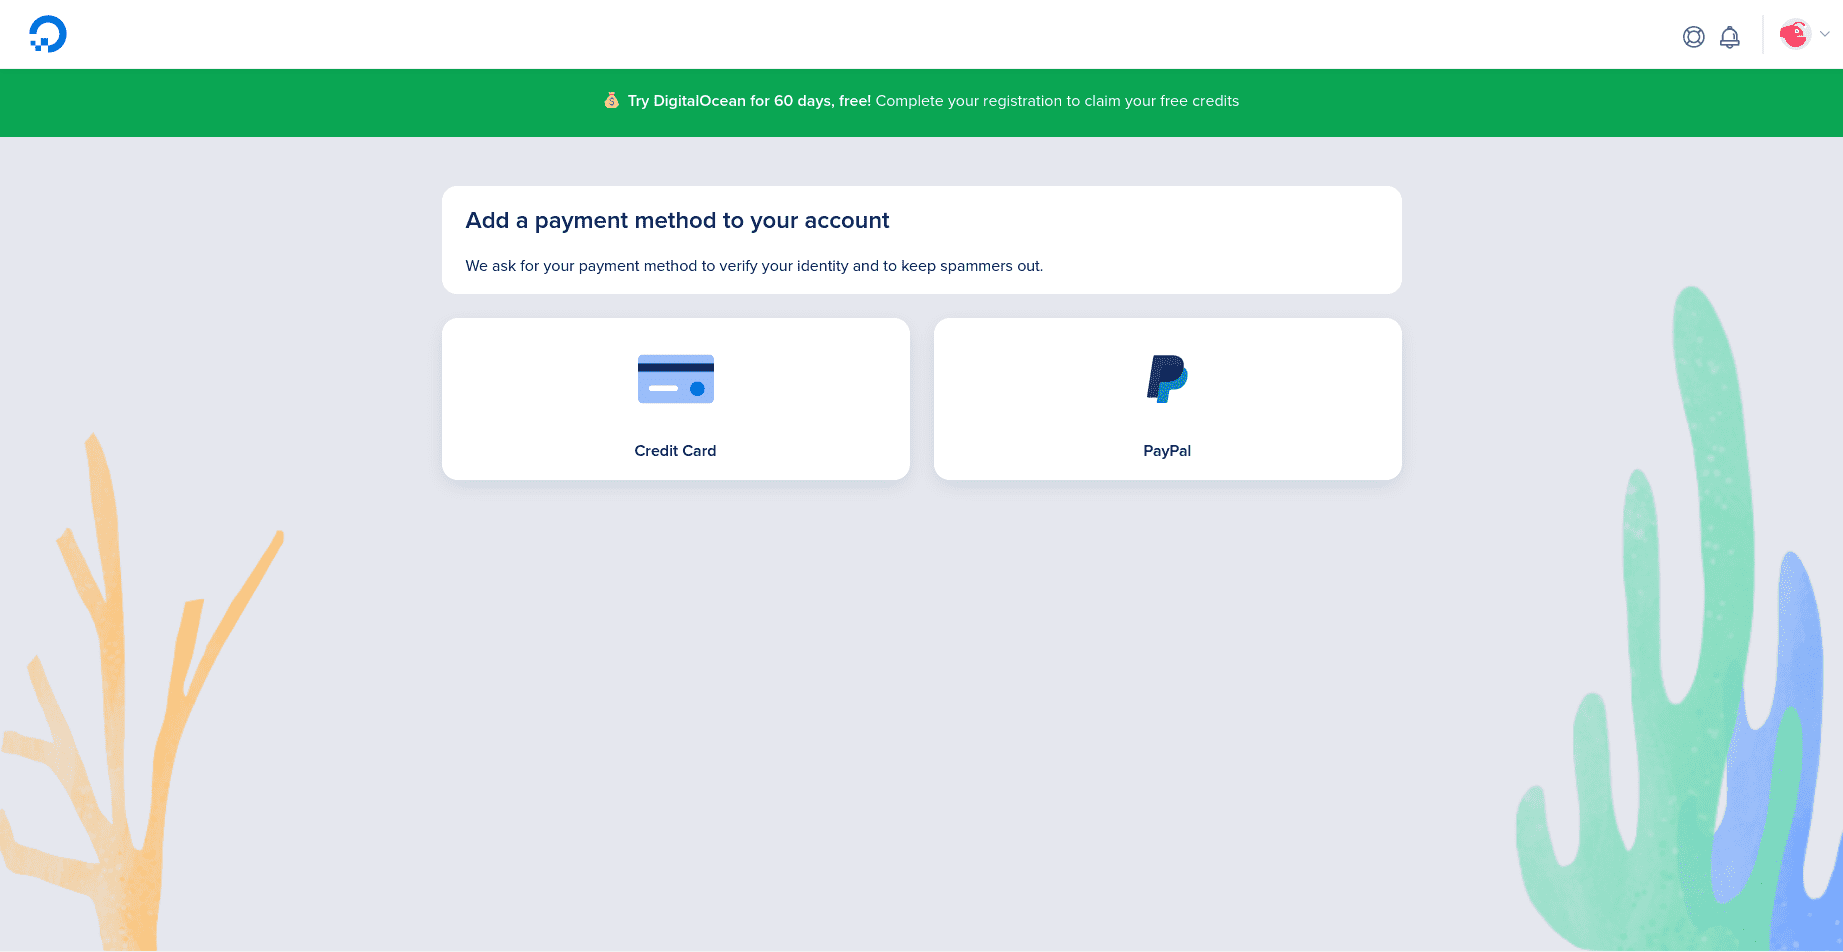 Try DigitalOcean for 60 days, free! Complete your registration to claim your free credits
Add a payment method to your account
We ask for your payment method to verify your identity and to keep spammers out.
Credit Card
PayPal